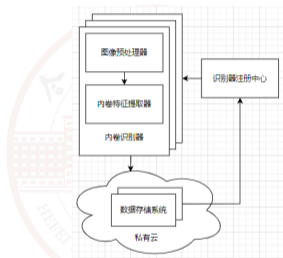 图像预处理器
内卷特征提取器
内卷识别器
识别器注册中心
数据存储系统
私有云